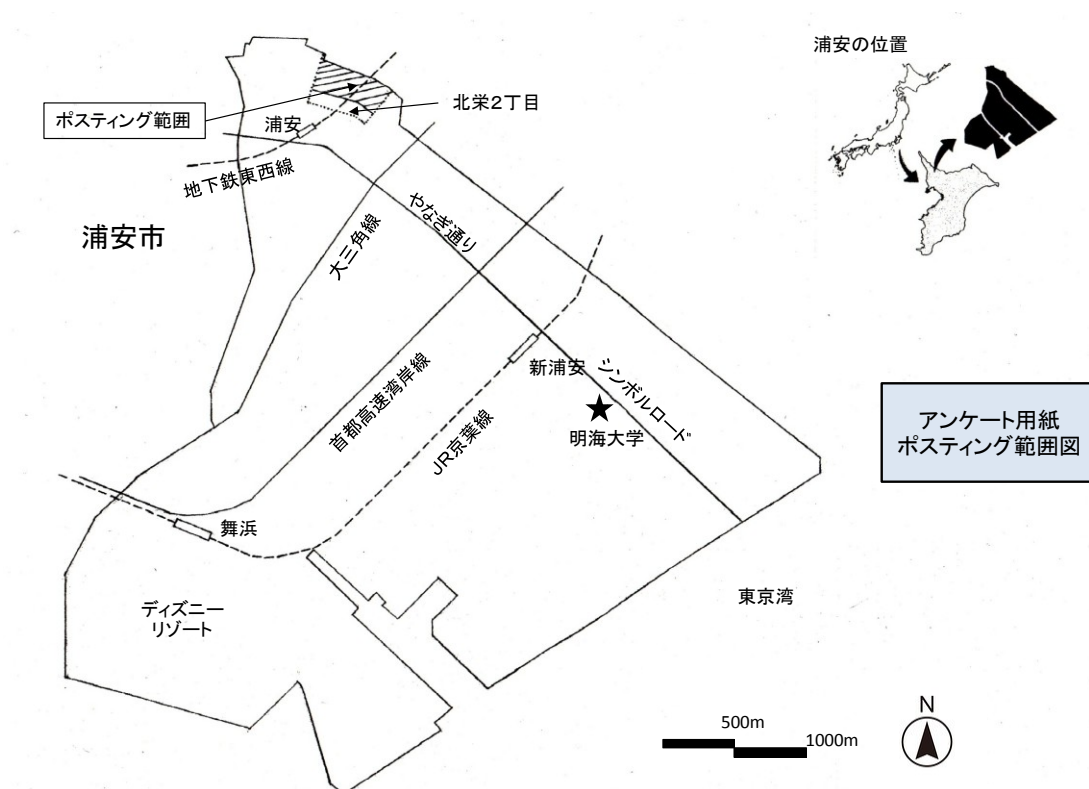 浦安の位置
ポスティング範囲
北栄2丁目
浦安
地下鉄東西線
浦安市
やなぎ通り
大三角線
首都高速湾岸線
JR京葉線
新浦安
シンボルロード
明海大学
アンケート用紙
ポスティング範囲図
舞浜
ディズニー
リゾート
東京湾
500m
1000m
N